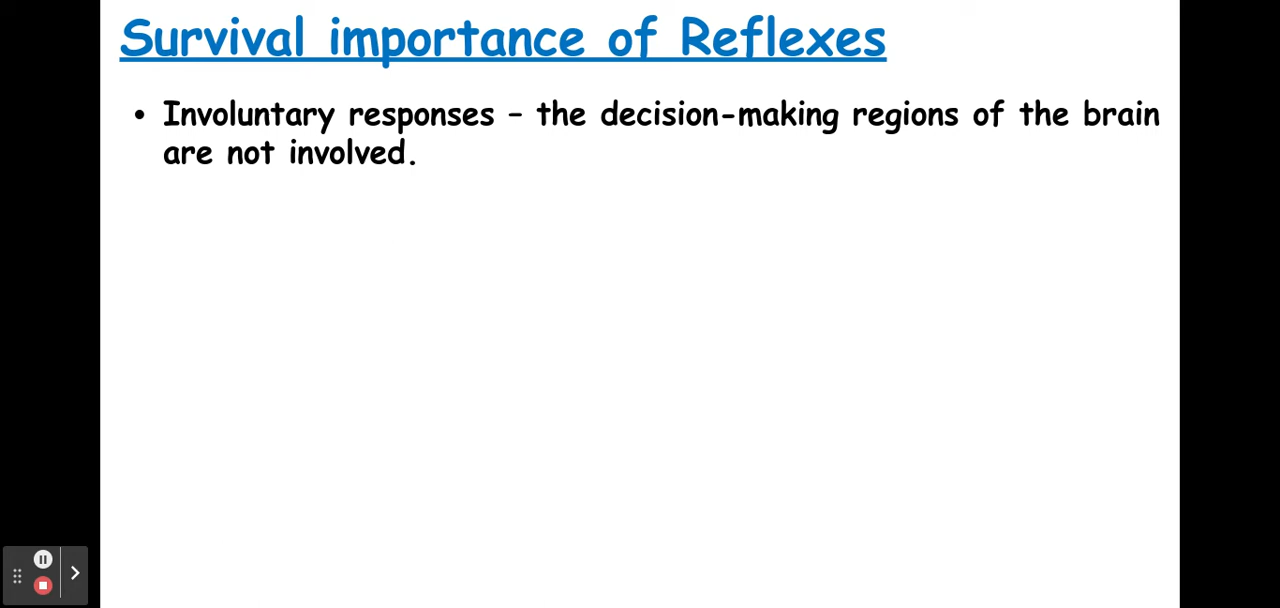 Survival importance of Reflexes
• Involuntary responses – the decision-making regions of the brain
are not involved.